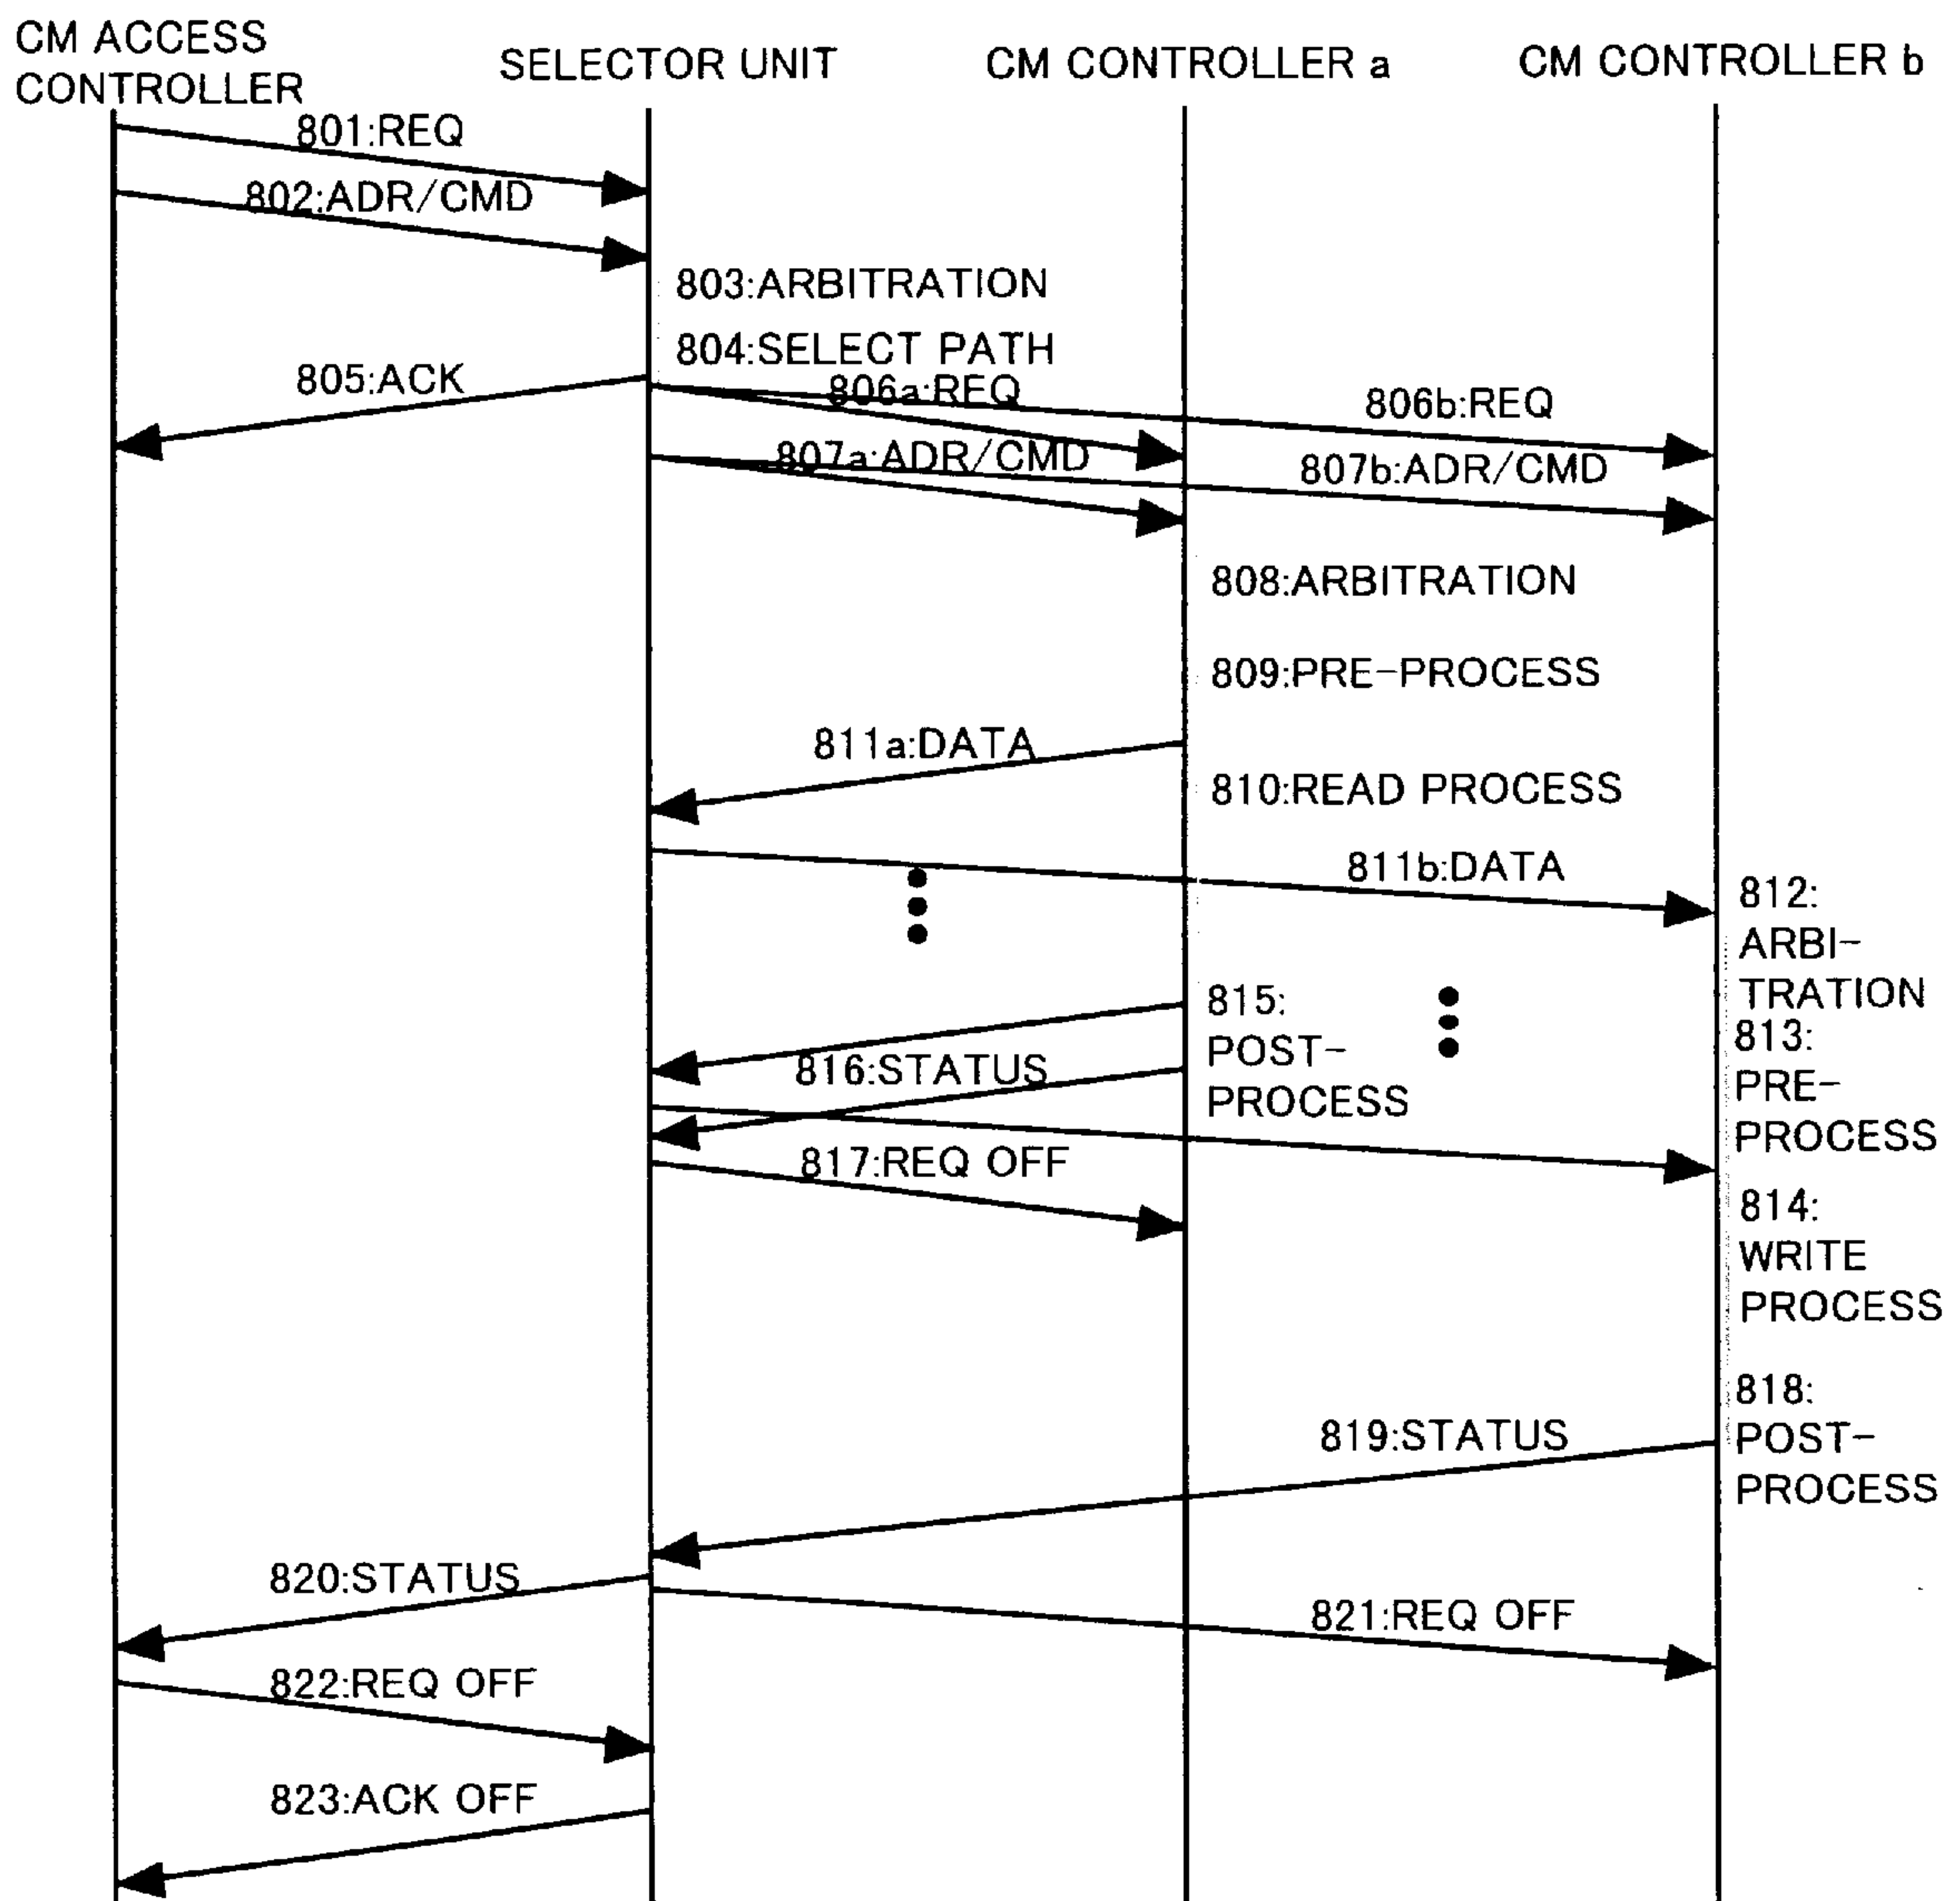 CM ACCESS
CONTROLLER
SELECTOR UNIT
CM CONTROLLER a
CM CONTROLLER b
801:REQ
802:ADR/CMD
803:ARBITRATION
804:SELECT PATH
805:ACK
806a:REQ
806b:REQ
807a:ADR/CMD
807b:ADR/CMD
808:ARBITRATION
809:PRE-PROCESS
811a:DATA
810:READ PROCESS
811b:DATA
812:
ARBI-
TRATION
815:
POST-
PROCESS
813:
PRE-
PROCESS
816:STATUS
817:REQ OFF
814:
WRITE
PROCESS
818:
POST-
PROCESS
819:STATUS
820:STATUS
821:REQ OFF
822:REQ OFF
823:ACK OFF